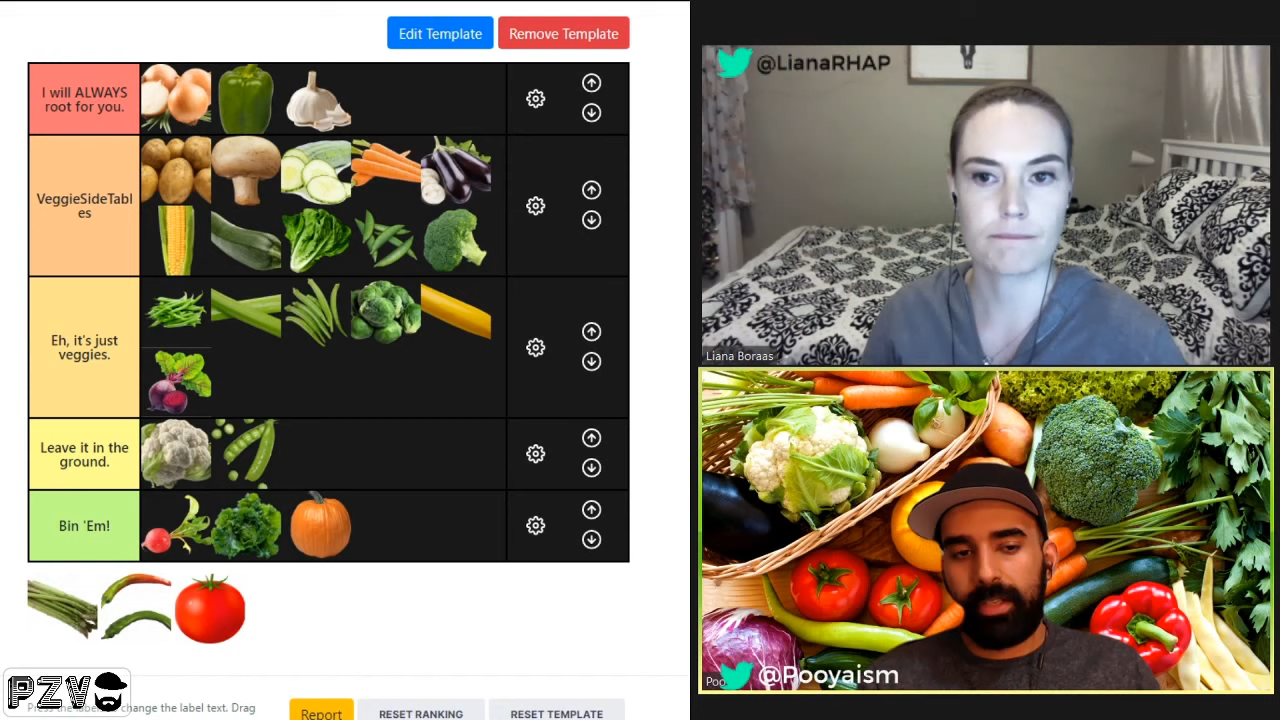 Edit Template
Remove Template
I will ALWAYS
root for you.
VeggieSideTabl
es
Eh, it's just
veggies.
Leave it in the
ground.
Bin 'Em!
PZV
change the label text. Drag
Report
RESET RANKING
RESET TEMPLATE
@LianaRHAP
Liana Boraas
Poo
@Pooyaism